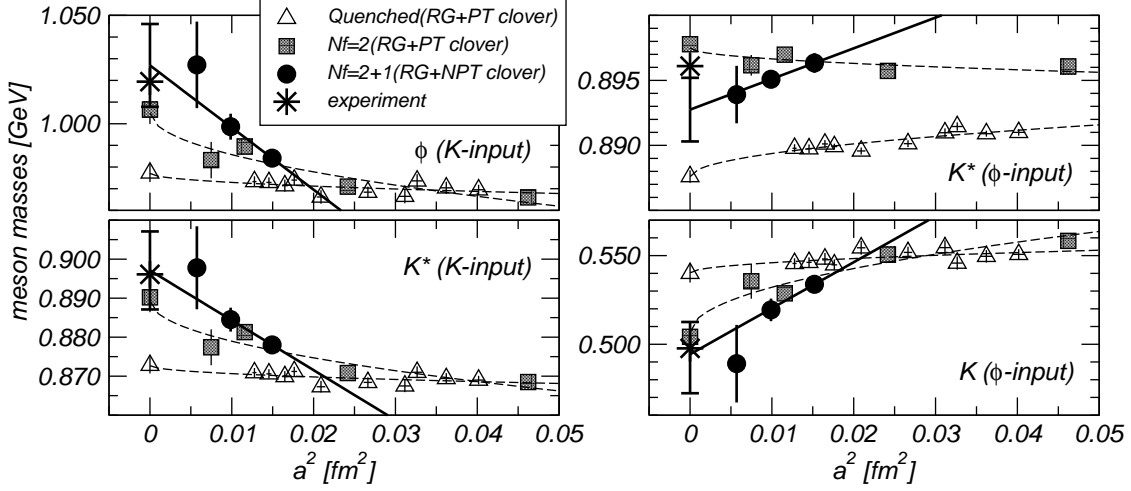 1.050
1.000
Quenched(RG+PT clover)
Nf=2(RG+PT clover)
Nf=2+1(RG+NPT clover)
experiment
ϕ (K-input)
0.895
0.890
K* (ϕ-input)
meson masses [GeV]
0.900
0.890
0.880
0.870
K* (K-input)
0.550
0.500
K (ϕ-input)
0 0.01 0.02 0.03 0.04 0.05
0 0.01 0.02 0.03 0.04 0.05
a² [fm²]
a² [fm²]